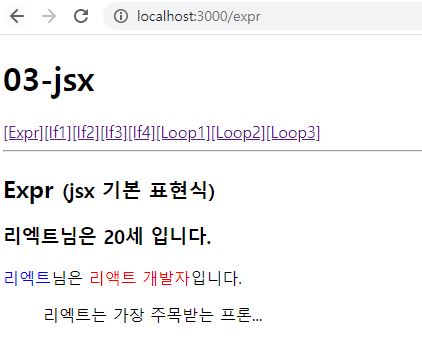 localhost:3000/expr
03-jsx
[Expr][If1][If2][If3][If4][Loop1][Loop2][Loop3]
Expr (jsx 기본 표현식)
리엑트님은 20세 입니다.
리엑트님은 리액트 개발자입니다.
리엑트는 가장 주목받는 프론...